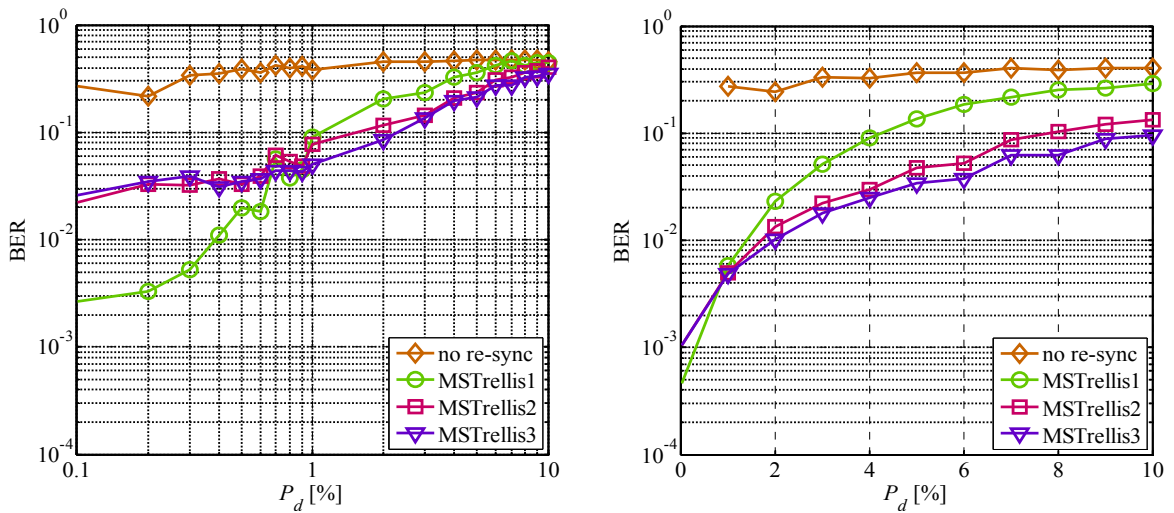 10^0
10^-1
10^-2
10^-3
10^-4
BER
0.1 1 10
P_d [%]
no re-sync
MSTrellis1
MSTrellis2
MSTrellis3
10^0
10^-1
10^-2
10^-3
10^-4
BER
0 2 4 6 8 10
P_d [%]
no re-sync
MSTrellis1
MSTrellis2
MSTrellis3